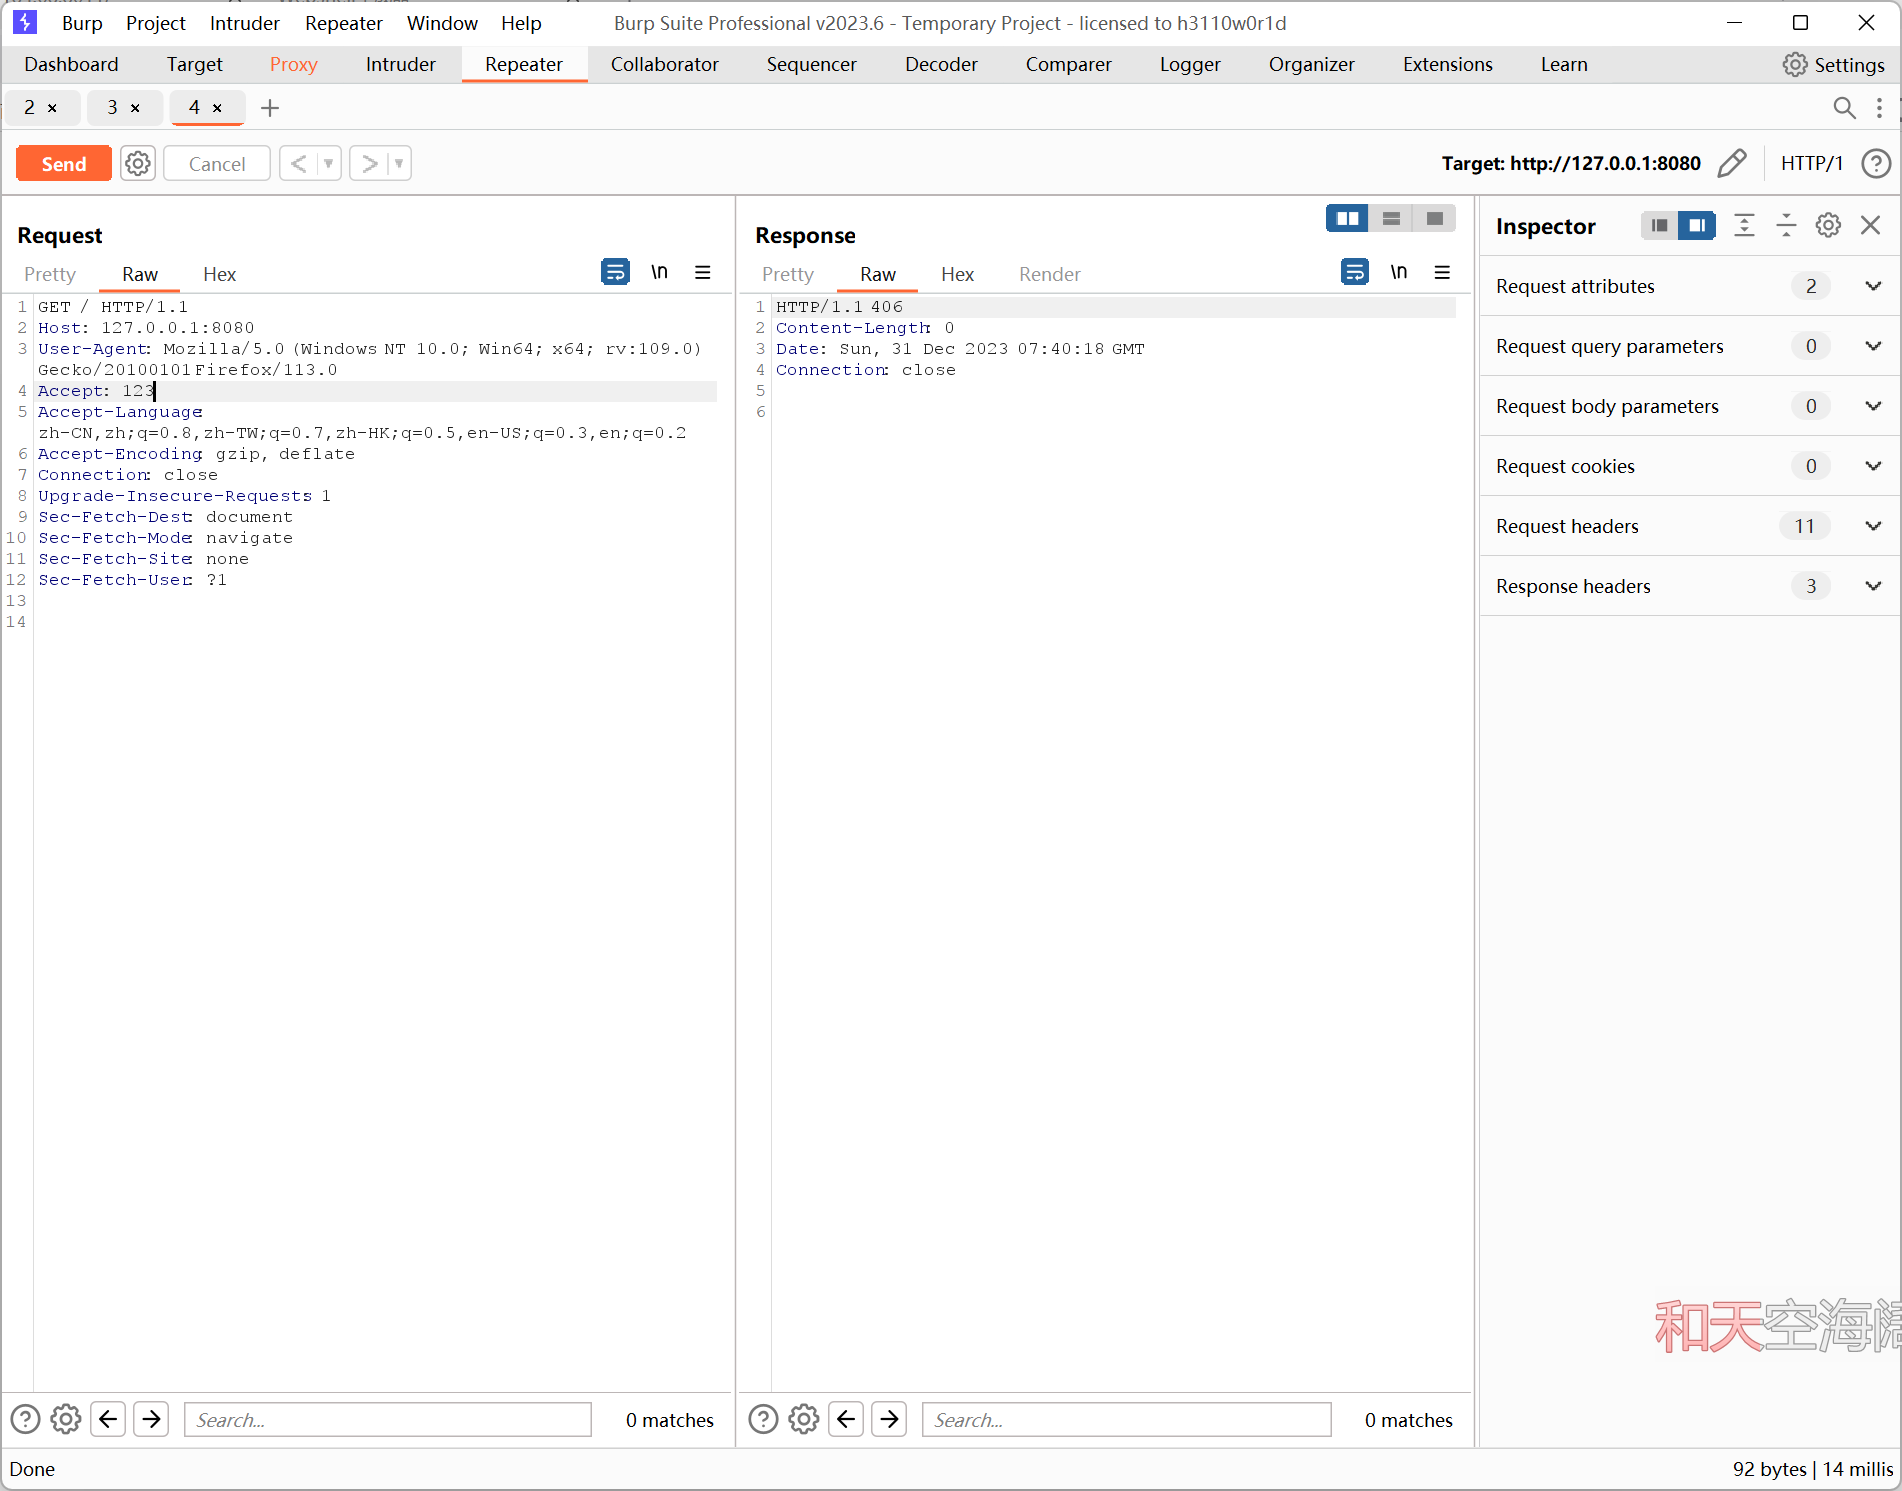 Burp Project Intruder Repeater Window Help Burp Suite Professional v2023.6 - Temporary Project - licensed to h3110w0r1d
Dashboard Target Proxy Intruder Repeater Collaborator Sequencer Decoder Comparer Logger Organizer Extensions Learn Settings
2 × 3 × 4 × +
Send Cancel < > Target: http://127.0.0.1:8080 HTTP/1
Request
Pretty Raw Hex \n
1 GET / HTTP/1.1
2 Host: 127.0.0.1:8080
3 User-Agent: Mozilla/5.0 (Windows NT 10.0; Win64; x64; rv:109.0)
Gecko/20100101 Firefox/113.0
4 Accept: 123
5 Accept-Language:
zh-CN,zh;q=0.8,zh-TW;q=0.7,zh-HK;q=0.5,en-US;q=0.3,en;q=0.2
6 Accept-Encoding: gzip, deflate
7 Connection: close
8 Upgrade-Insecure-Requests: 1
9 Sec-Fetch-Dest: document
10 Sec-Fetch-Mode: navigate
11 Sec-Fetch-Site: none
12 Sec-Fetch-User: ?1
13
14
Search... 0 matches
Response
Pretty Raw Hex Render \n
1 HTTP/1.1 406
2 Content-Length: 0
3 Date: Sun, 31 Dec 2023 07:40:18 GMT
4 Connection: close
5
6
Search... 0 matches
Inspector
Request attributes 2
Request query parameters 0
Request body parameters 0
Request cookies 0
Request headers 11
Response headers 3
和天空海阔
Done 92 bytes | 14 millis